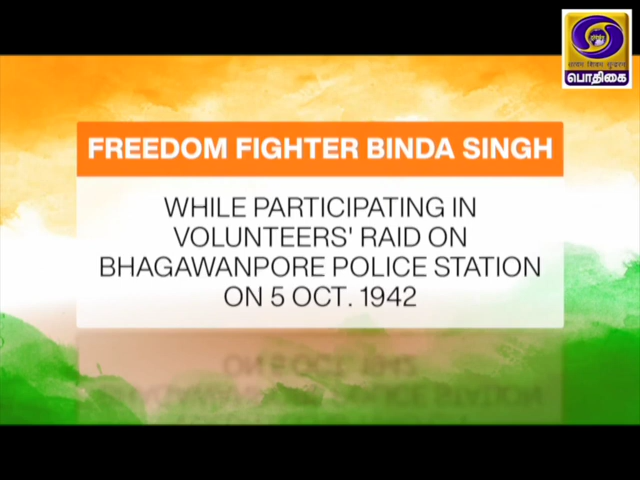 पொதிகை
FREEDOM FIGHTER BINDA SINGH
WHILE PARTICIPATING IN
VOLUNTEERS' RAID ON
BHAGAWANPORE POLICE STATION
ON 5 OCT. 1942